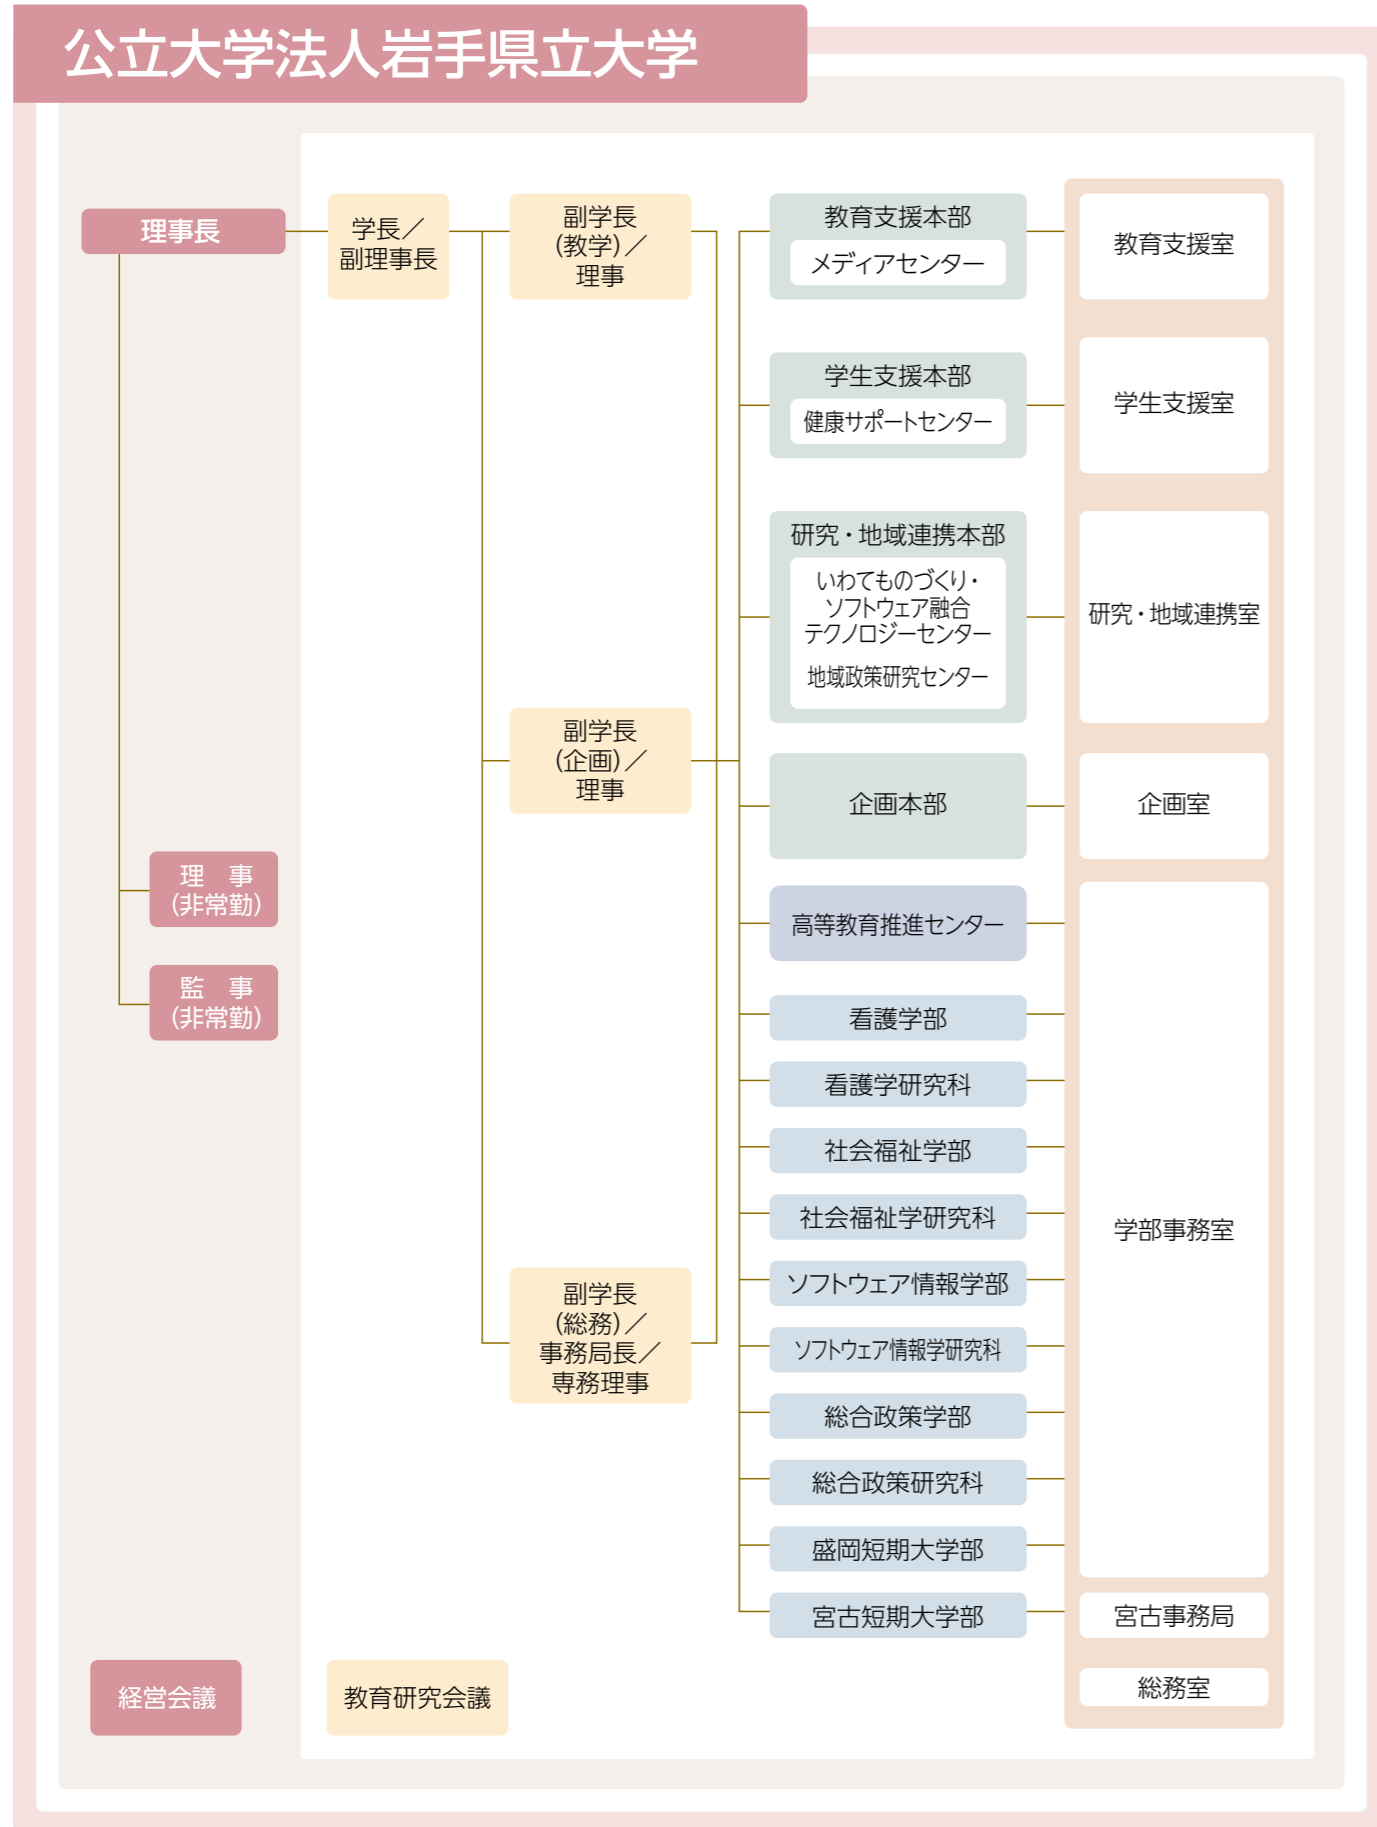 公立大学法人岩手県立大学
理事長
学長／
副理事長
副学長
(教学)／
理事
教育支援本部
メディアセンター
教育支援室
学生支援本部
健康サポートセンター
学生支援室
研究・地域連携本部
いわてものづくり・
ソフトウェア融合
テクノロジーセンター
地域政策研究センター
研究・地域連携室
副学長
(企画)／
理事
企画本部
企画室
理　事
(非常勤)
監　事
(非常勤)
高等教育推進センター
看護学部
看護学研究科
社会福祉学部
社会福祉学研究科
学部事務室
ソフトウェア情報学部
副学長
(総務)／
事務局長／
専務理事
ソフトウェア情報学研究科
総合政策学部
総合政策研究科
盛岡短期大学部
宮古短期大学部
宮古事務局
総務室
経営会議
教育研究会議